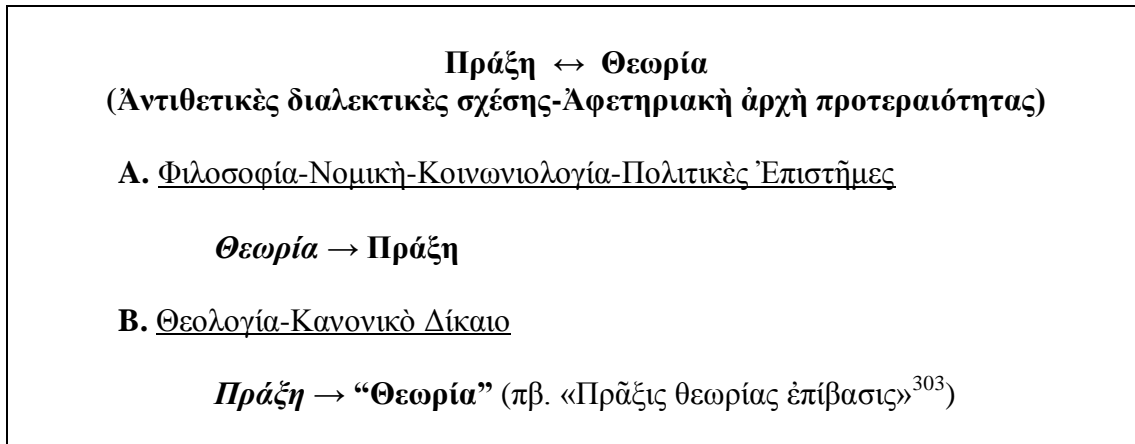 Πράξη ↔ Θεωρία
(Ἀντιθετικὲς διαλεκτικὲς σχέσης-Ἀφετηριακὴ ἀρχὴ προτεραιότητας)
Α. Φιλοσοφία-Νομικὴ-Κοινωνιολογία-Πολιτικὲς Ἐπιστῆμες
Θεωρία → Πράξη
Β. Θεολογία-Κανονικὸ Δίκαιο
Πράξη → “Θεωρία” (πβ. «Πρᾶξις θεωρίας ἐπίβασις»303)